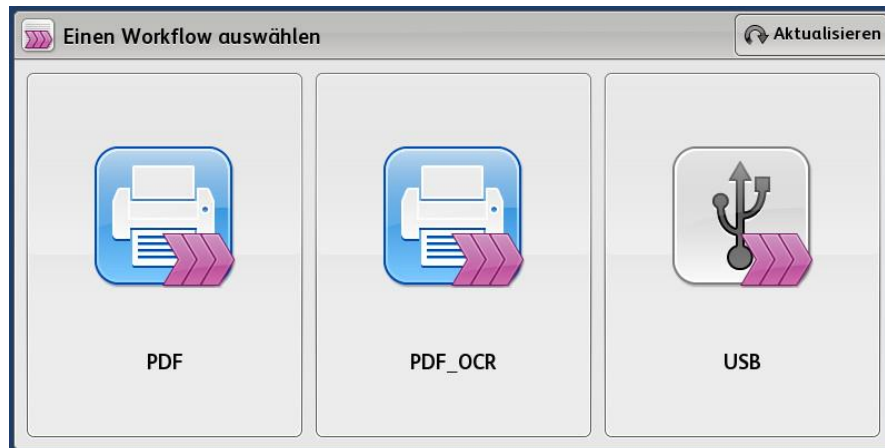 Einen Workflow auswählen
Aktualisieren
PDF
PDF_OCR
USB